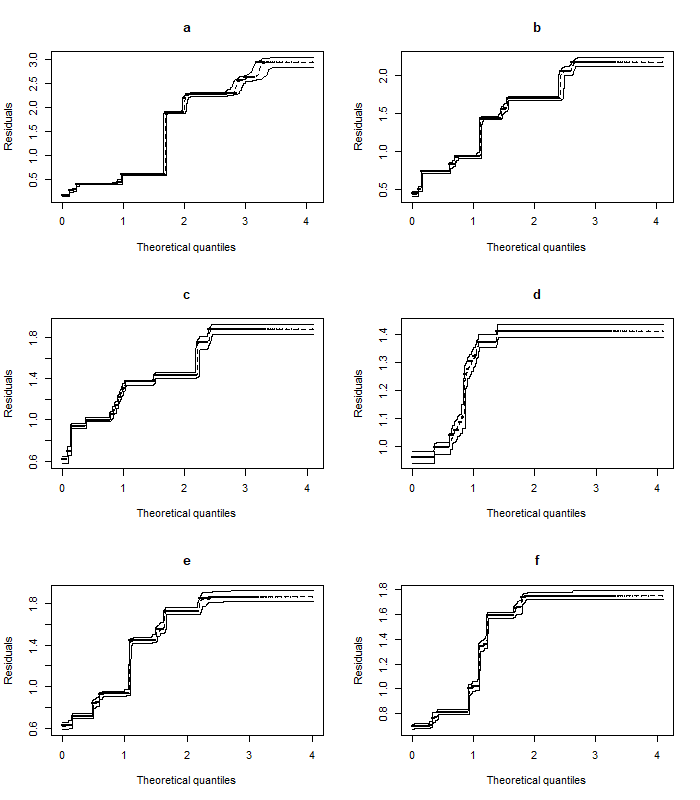 a
b
Residuals
0.5 1.0 1.5 2.0 2.5 3.0
0 1 2 3 4
Theoretical quantiles
Residuals
0.5 1.0 1.5 2.0
0 1 2 3 4
Theoretical quantiles
c
d
Residuals
0.6 1.0 1.4 1.8
0 1 2 3 4
Theoretical quantiles
Residuals
1.0 1.1 1.2 1.3 1.4
0 1 2 3 4
Theoretical quantiles
e
f
Residuals
0.6 1.0 1.4 1.8
0 1 2 3 4
Theoretical quantiles
Residuals
0.8 1.0 1.2 1.4 1.6 1.8
0 1 2 3 4
Theoretical quantiles